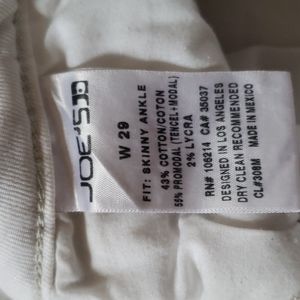 JOE'S
W 29
FIT: SKINNY ANKLE
43% COTTON/COTON
55% PROMODAL (TENCEL+MODAL)
2% LYCRA
RN# 106214 CA# 35037
DESIGNED IN LOS ANGELES
DRY CLEAN RECOMMENDED
CL#308M MADE IN MEXICO